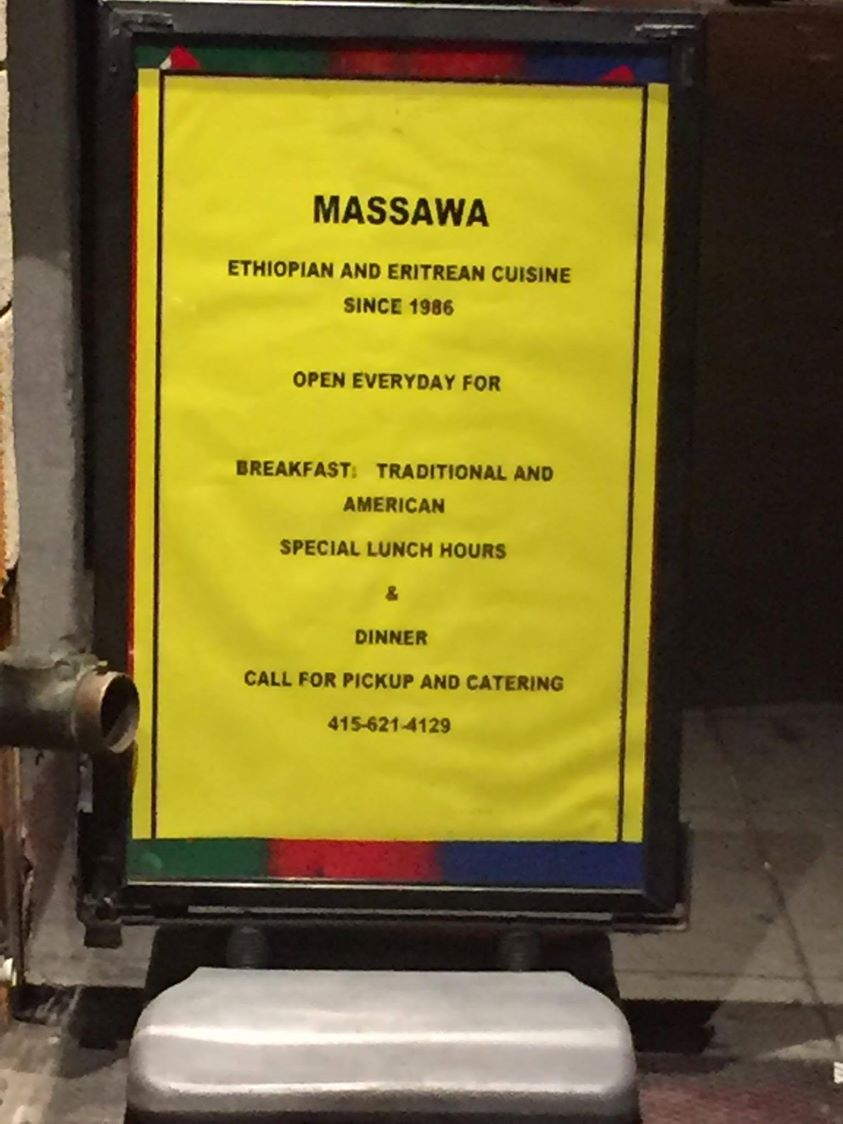 MASSAWA
ETHIOPIAN AND ERITREAN CUISINE
SINCE 1986
OPEN EVERYDAY FOR
BREAKFAST: TRADITIONAL AND
AMERICAN
SPECIAL LUNCH HOURS
&
DINNER
CALL FOR PICKUP AND CATERING
415-621-4129